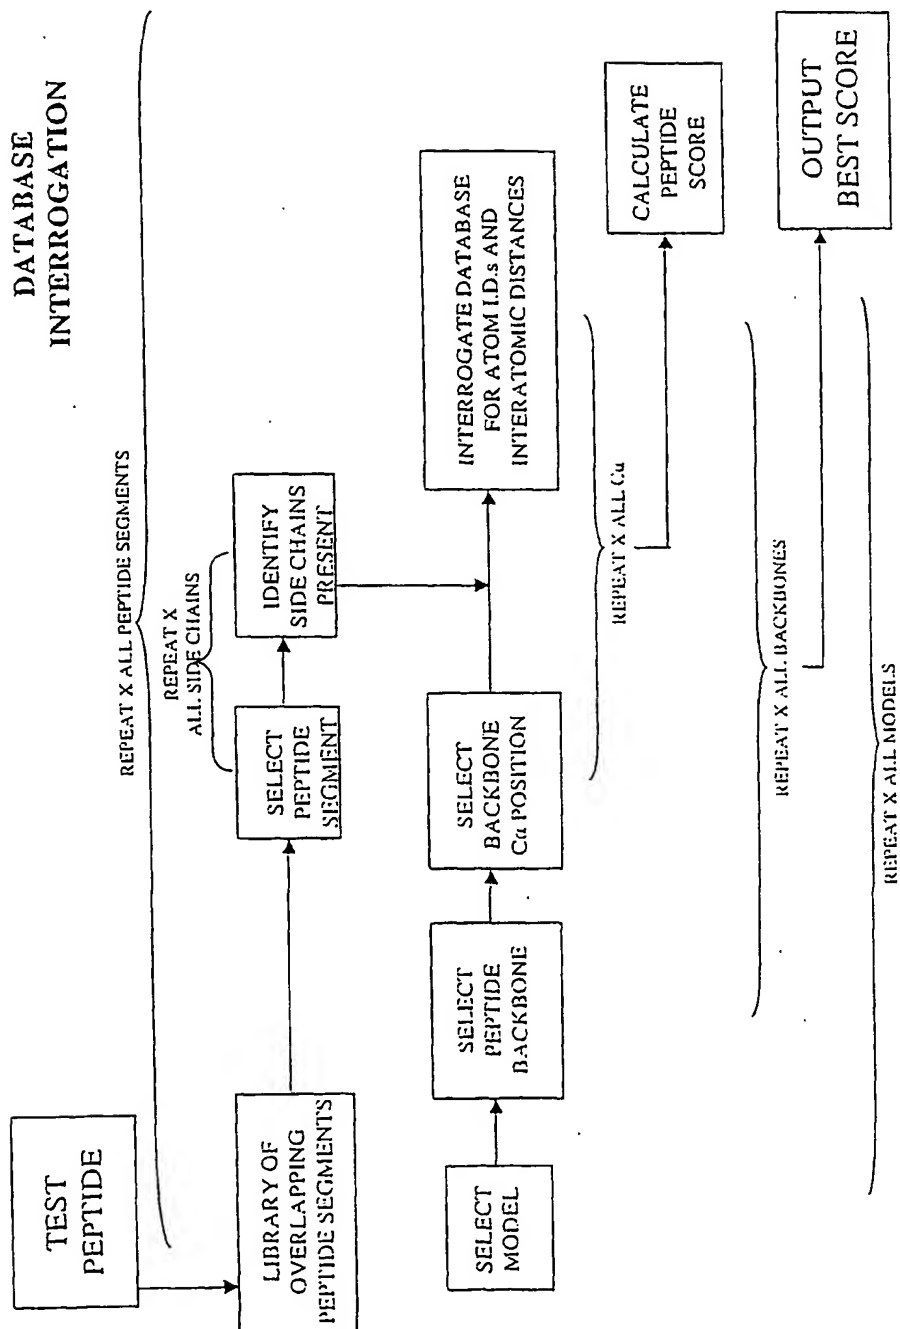 DATABASE
INTERROGATION
TEST
PEPTIDE
REPEAT X ALL PEPTIDE SEGMENTS
LIBRARY OF
OVERLAPPING
PEPTIDE SEGMENTS
SELECT
PEPTIDE
SEGMENT
REPEAT X
ALL SIDE CHAINS
IDENTIFY
SIDE CHAINS
PRESENT
SELECT
MODEL
SELECT
PEPTIDE
BACKBONE
SELECT
BACKBONE
Cα POSITION
INTERROGATE DATABASE
FOR ATOM I.D.s AND
INTERATOMIC DISTANCES
REPEAT X ALL Cα
CALCULATE
PEPTIDE
SCORE
REPEAT X ALL BACKBONES
OUTPUT
BEST SCORE
REPEAT X ALL MODELS